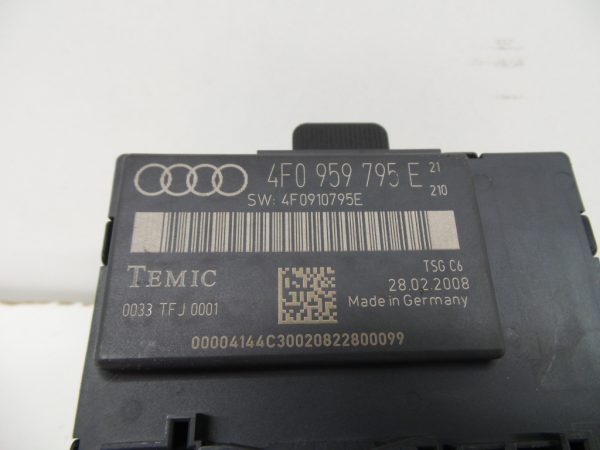 4F0 959 795 E 21 210
SW: 4F0910795E
TEMIC
TSG C6
28.02.2008
0033 TFJ 0001
Made in Germany
00004144C30020822800099